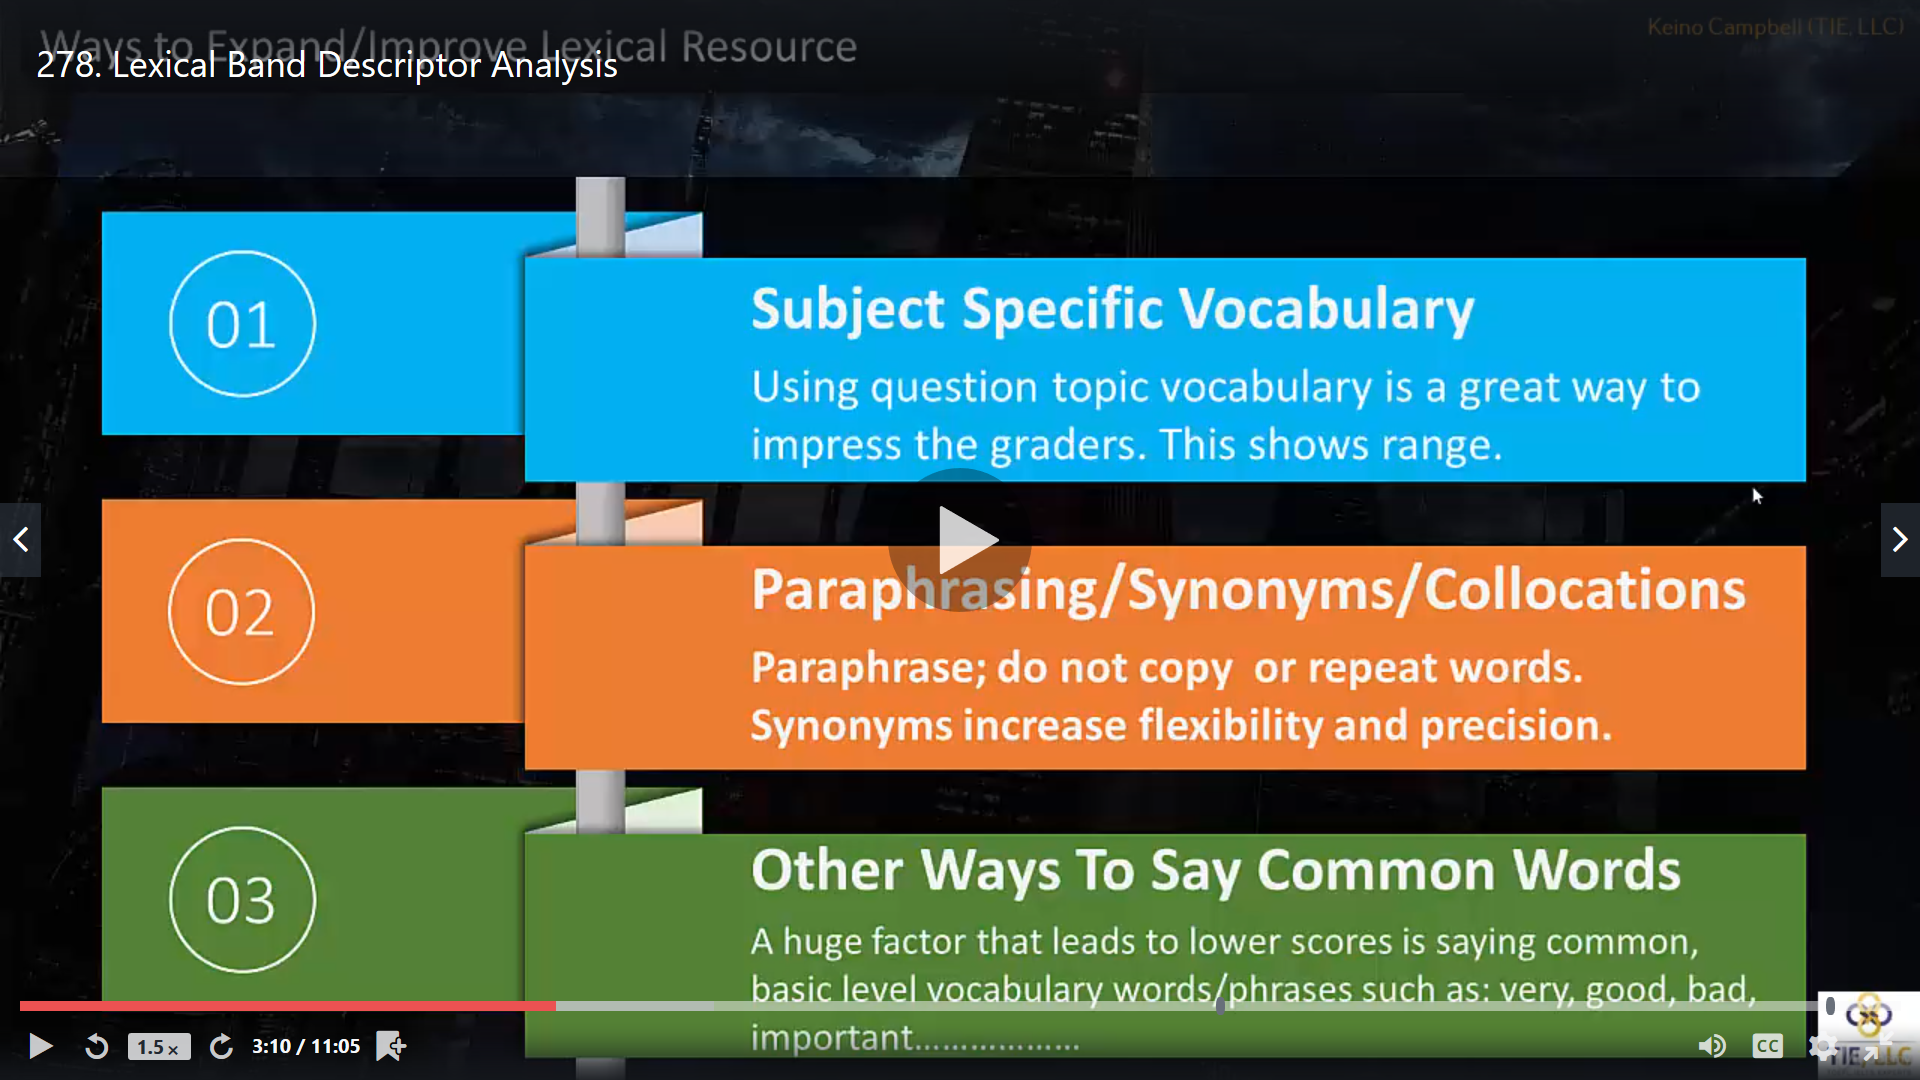 Ways to Expand/Improve Lexical Resource
Keino Campbell (TIE, LLC)
278. Lexical Band Descriptor Analysis
01
Subject Specific Vocabulary
Using question topic vocabulary is a great way to
impress the graders. This shows range.
02
Paraphrasing/Synonyms/Collocations
Paraphrase; do not copy or repeat words.
Synonyms increase flexibility and precision.
03
Other Ways To Say Common Words
A huge factor that leads to lower scores is saying common,
basic level vocabulary words/phrases such as: very, good, bad,
important..................
1.5 x
3:10 / 11:05
CC
TIE, LLC